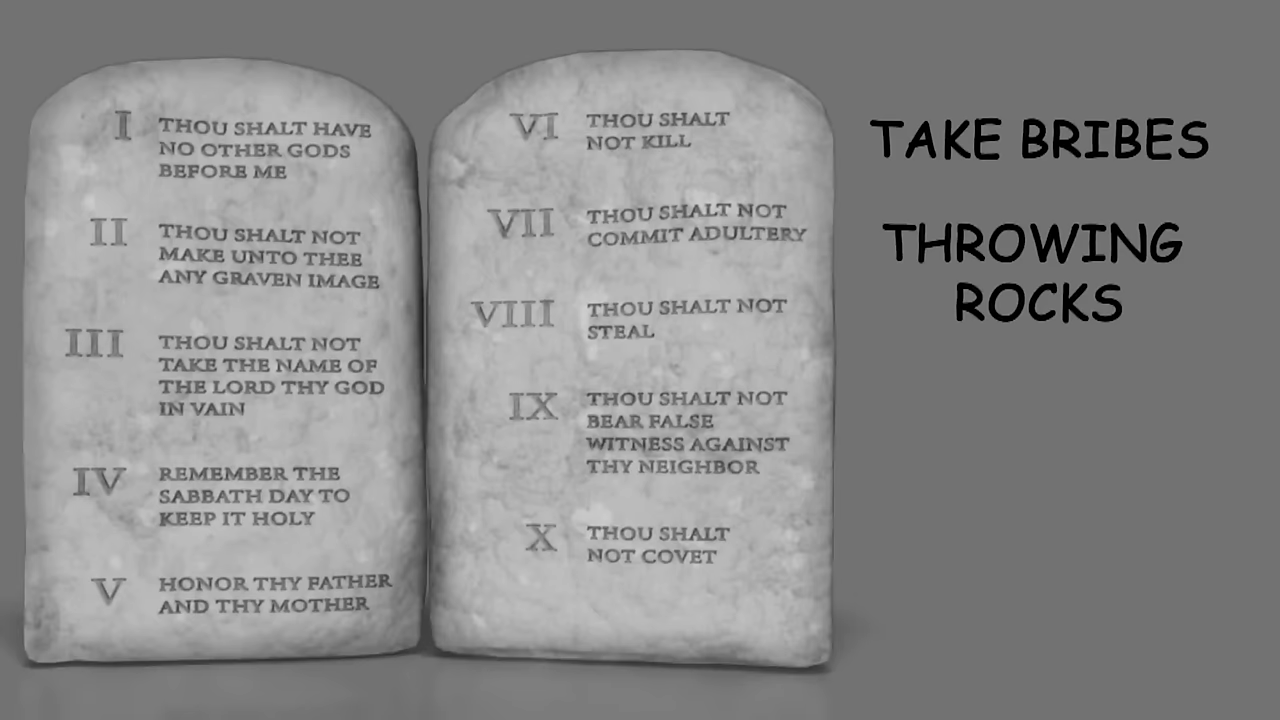 I
THOU SHALT HAVE
NO OTHER GODS
BEFORE ME
II
THOU SHALT NOT
MAKE UNTO THEE
ANY GRAVEN IMAGE
III
THOU SHALT NOT
TAKE THE NAME OF
THE LORD THY GOD
IN VAIN
IV
REMEMBER THE
SABBATH DAY TO
KEEP IT HOLY
V
HONOR THY FATHER
AND THY MOTHER
VI
THOU SHALT
NOT KILL
VII
THOU SHALT NOT
COMMIT ADULTERY
VIII
THOU SHALT NOT
STEAL
IX
THOU SHALT NOT
BEAR FALSE
WITNESS AGAINST
THY NEIGHBOR
X
THOU SHALT
NOT COVET
TAKE BRIBES
THROWING
ROCKS